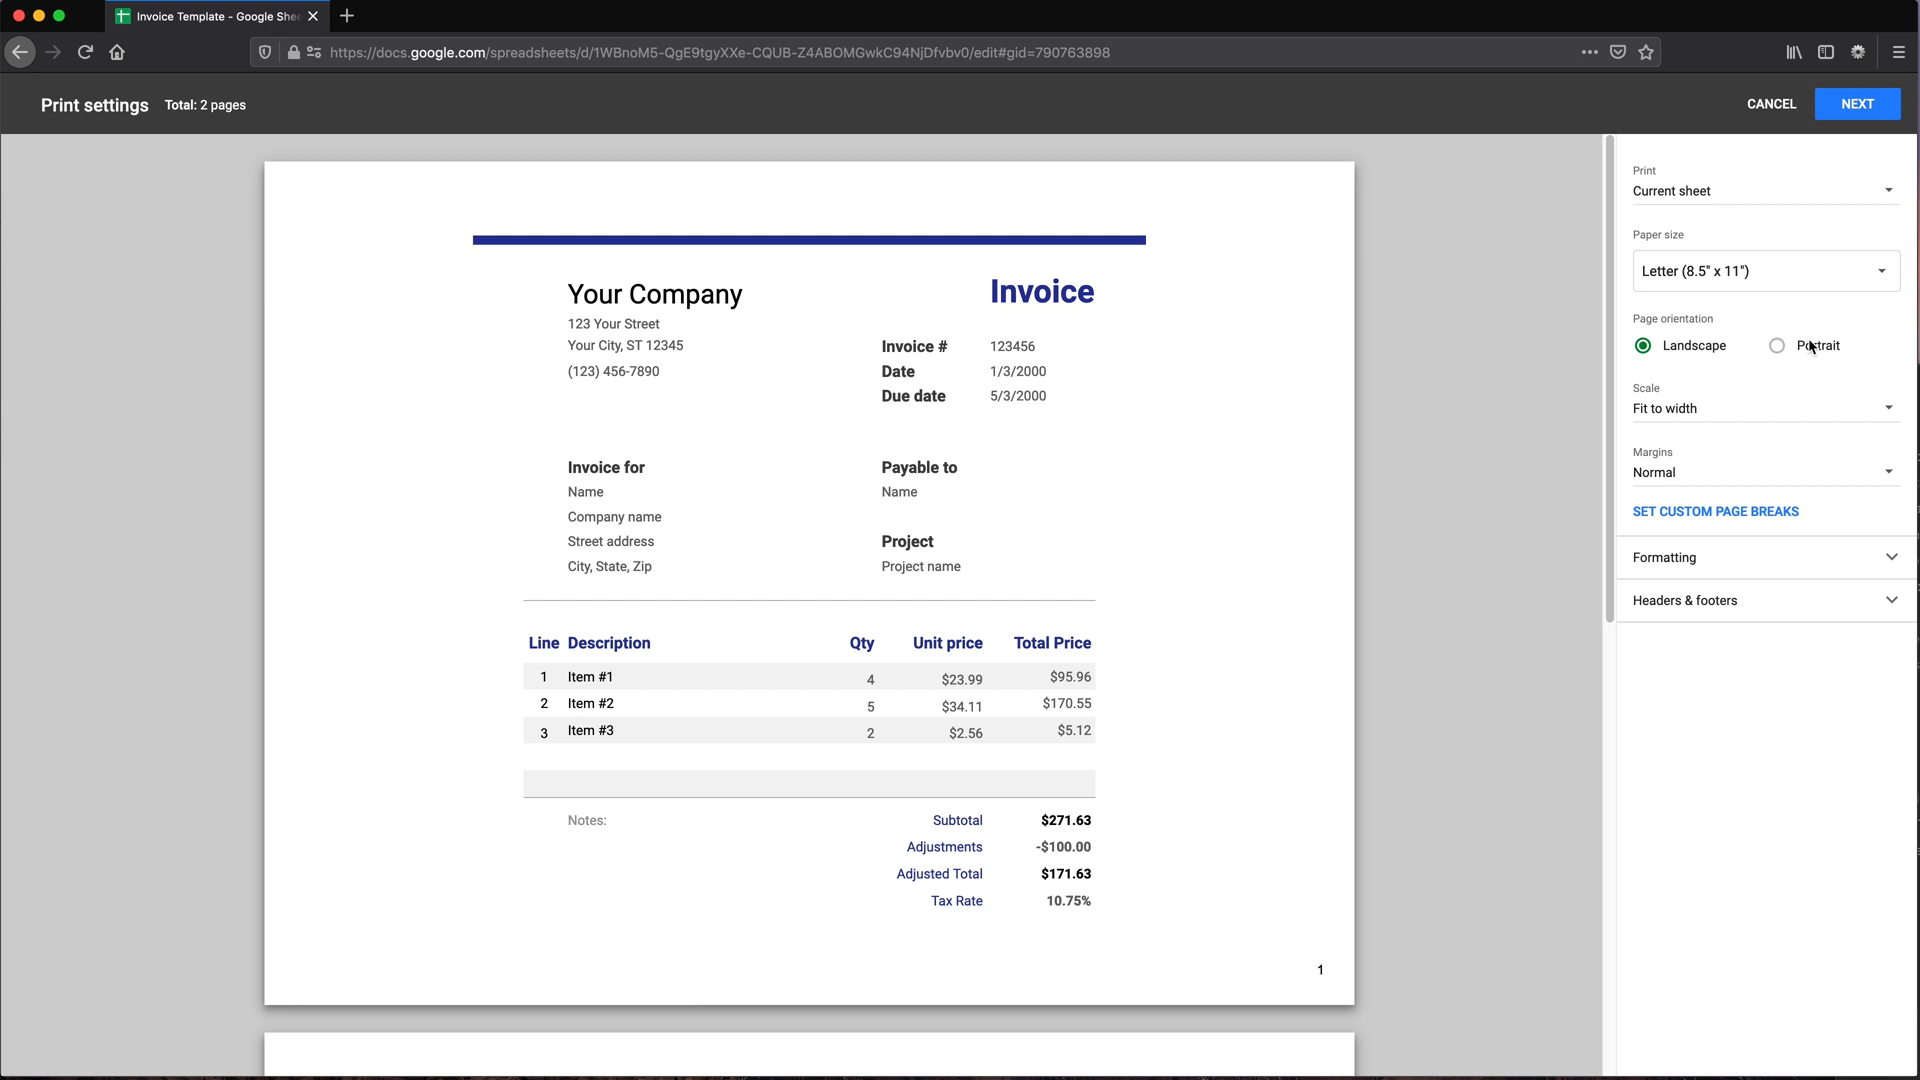 Invoice Template - Google Shee
https://docs.google.com/spreadsheets/d/1WBnoM5-QgE9tgyXXe-CQUB-Z4ABOMGwkC94NjDfvbv0/edit#gid=790763898
Print settings Total: 2 pages
CANCEL NEXT
Your Company
Invoice
123 Your Street
Your City, ST 12345
(123) 456-7890
Invoice # 123456
Date 1/3/2000
Due date 5/3/2000
Invoice for
Name
Company name
Street address
City, State, Zip
Payable to
Name
Project
Project name
Line Description Qty Unit price Total Price
1 Item #1 4 $23.99 $95.96
2 Item #2 5 $34.11 $170.55
3 Item #3 2 $2.56 $5.12
Notes:
Subtotal $271.63
Adjustments -$100.00
Adjusted Total $171.63
Tax Rate 10.75%
1
Print
Current sheet
Paper size
Letter (8.5" x 11")
Page orientation
Landscape Portrait
Scale
Fit to width
Margins
Normal
SET CUSTOM PAGE BREAKS
Formatting
Headers & footers